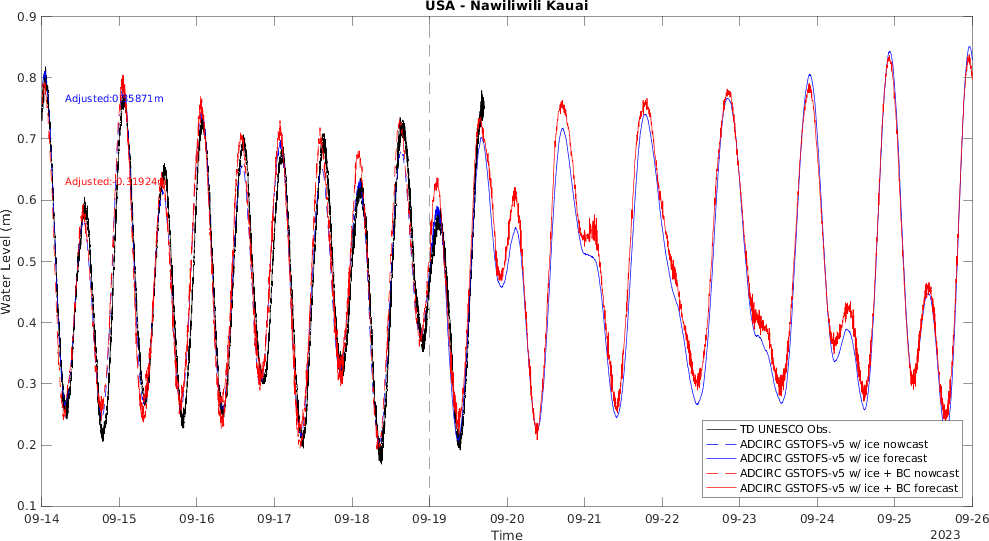 USA - Nawiliwili Kauai
0.9
0.8
0.7
0.6
0.5
0.4
0.3
0.2
0.1
Water Level (m)
TD UNESCO Obs.
ADCIRC GSTOFS-v5 w/ ice nowcast
ADCIRC GSTOFS-v5 w/ ice forecast
ADCIRC GSTOFS-v5 w/ ice + BC nowcast
ADCIRC GSTOFS-v5 w/ ice + BC forecast
09-14 09-15 09-16 09-17 09-18 09-19 09-20 09-21 09-22 09-23 09-24 09-25 09-26
Time
2023